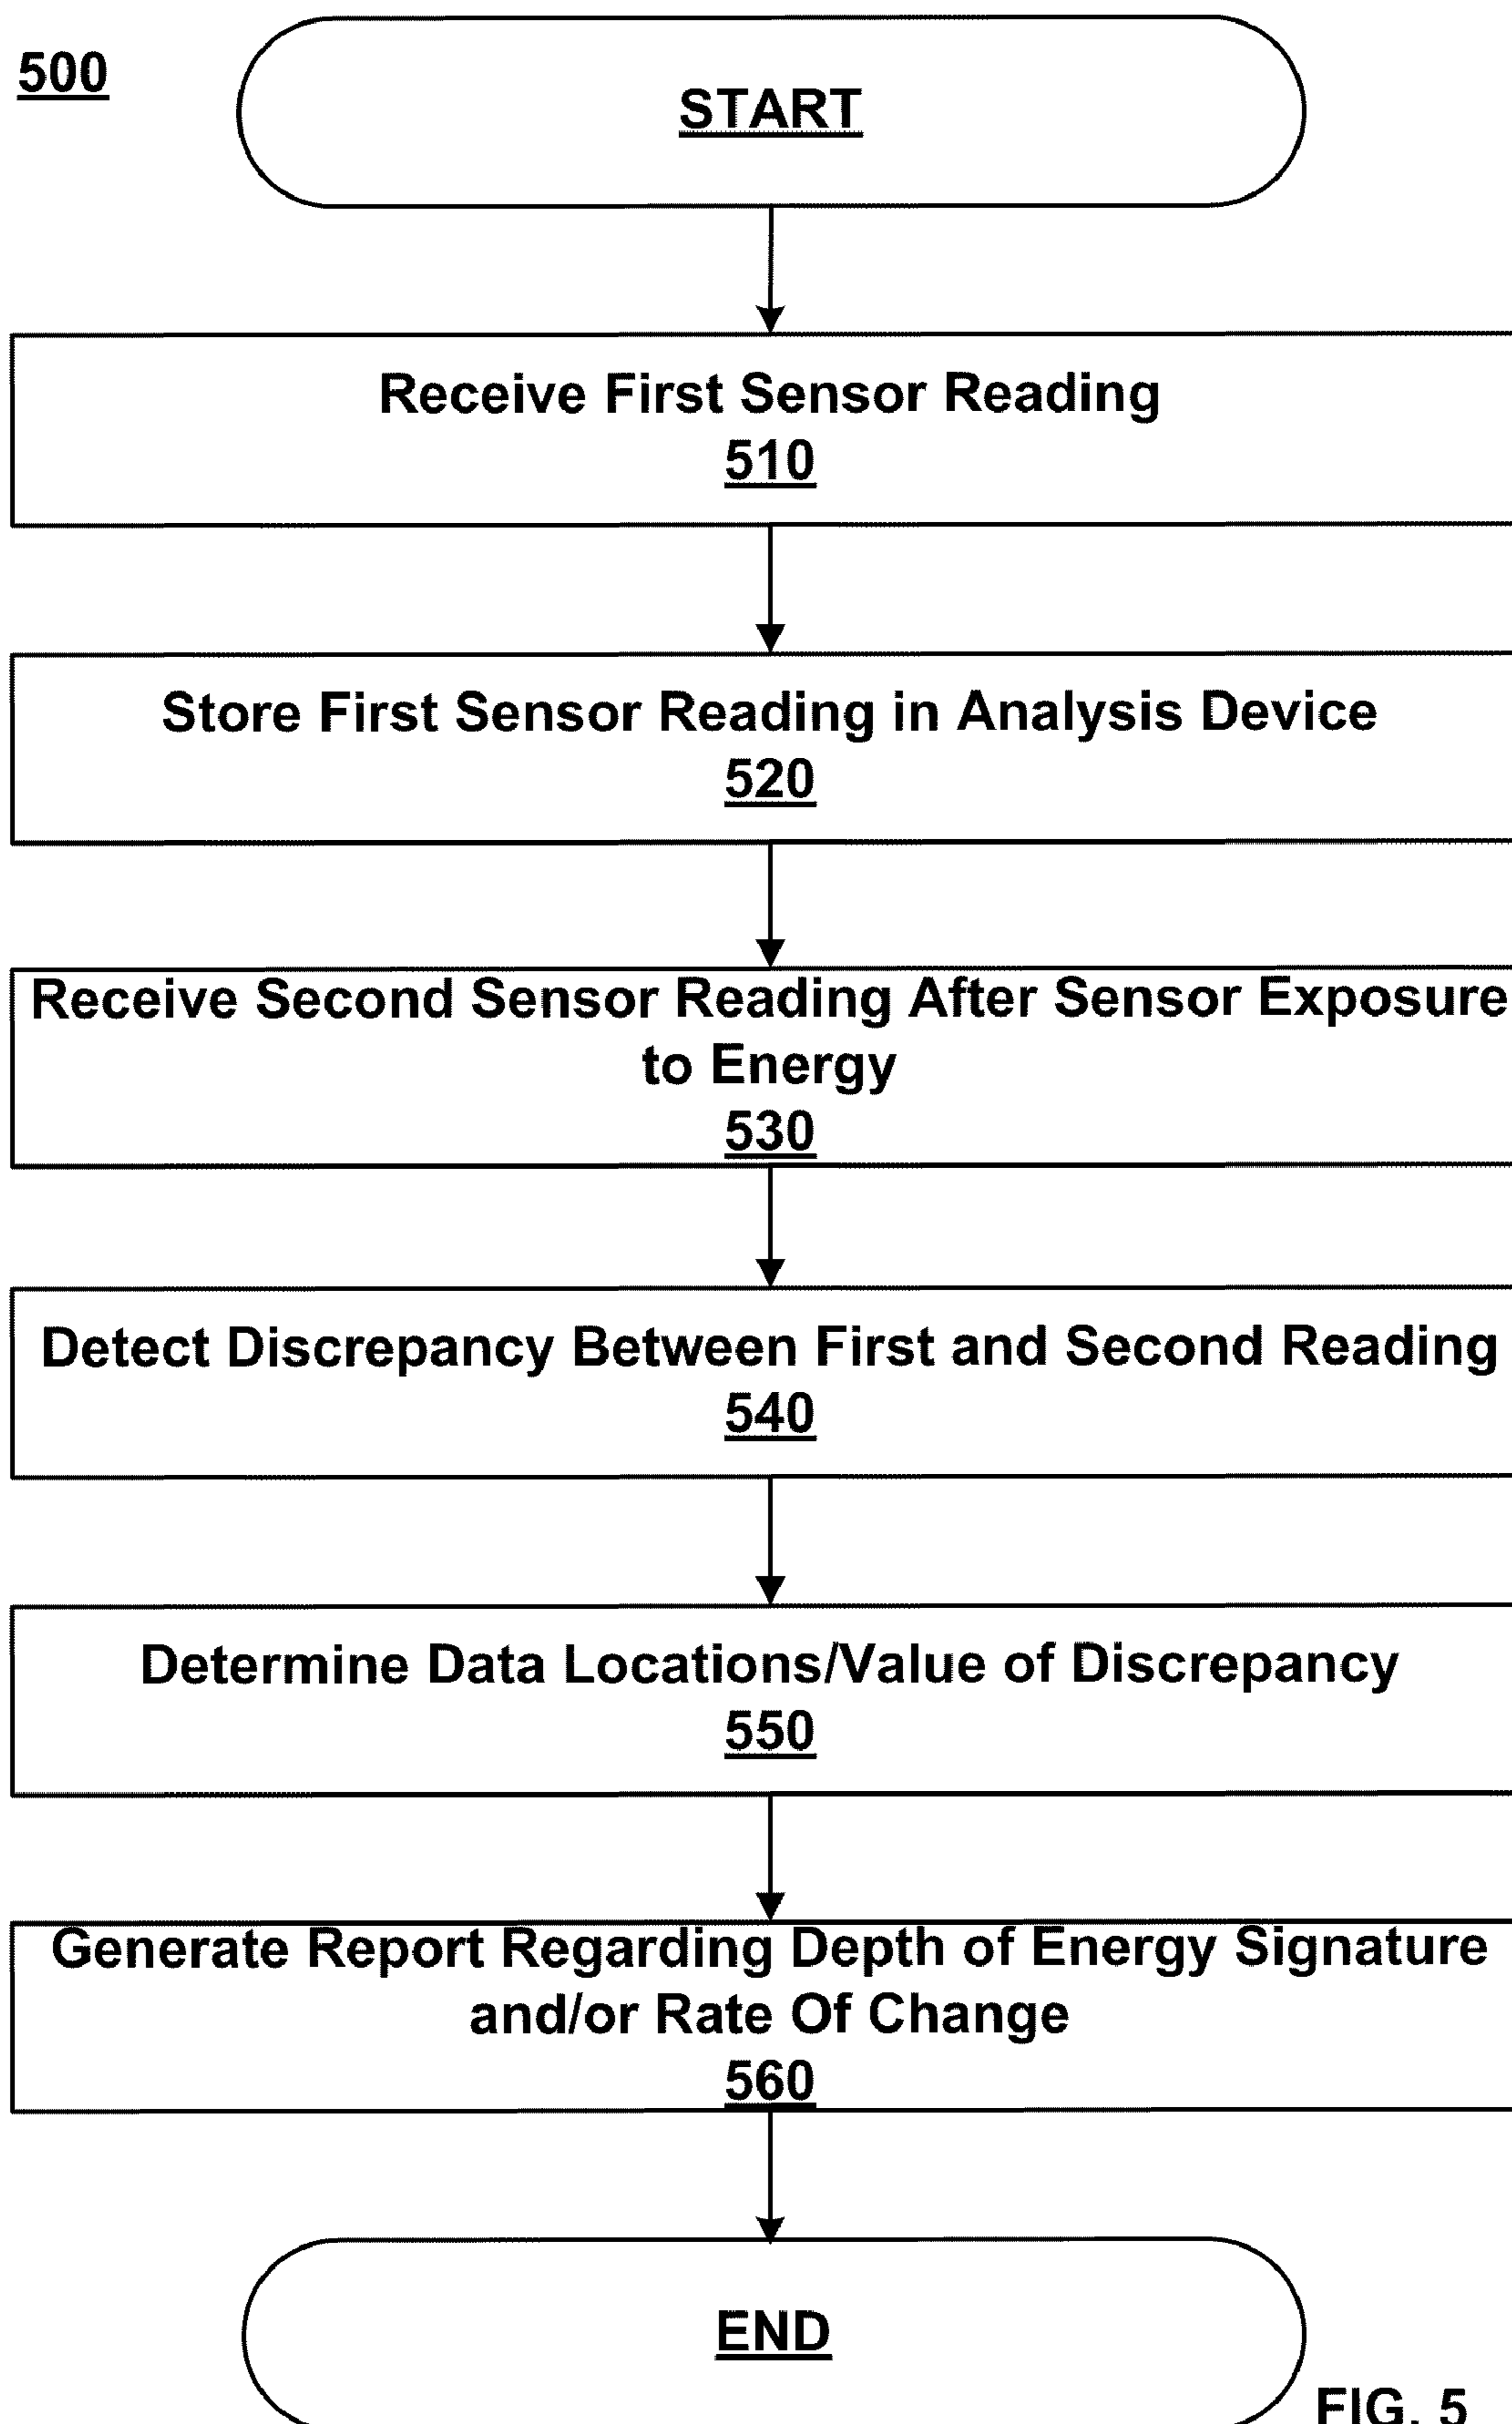 500
START
Receive First Sensor Reading
510
Store First Sensor Reading in Analysis Device
520
Receive Second Sensor Reading After Sensor Exposure
to Energy
530
Detect Discrepancy Between First and Second Reading
540
Determine Data Locations/Value of Discrepancy
550
Generate Report Regarding Depth of Energy Signature
and/or Rate Of Change
560
END
FIG. 5